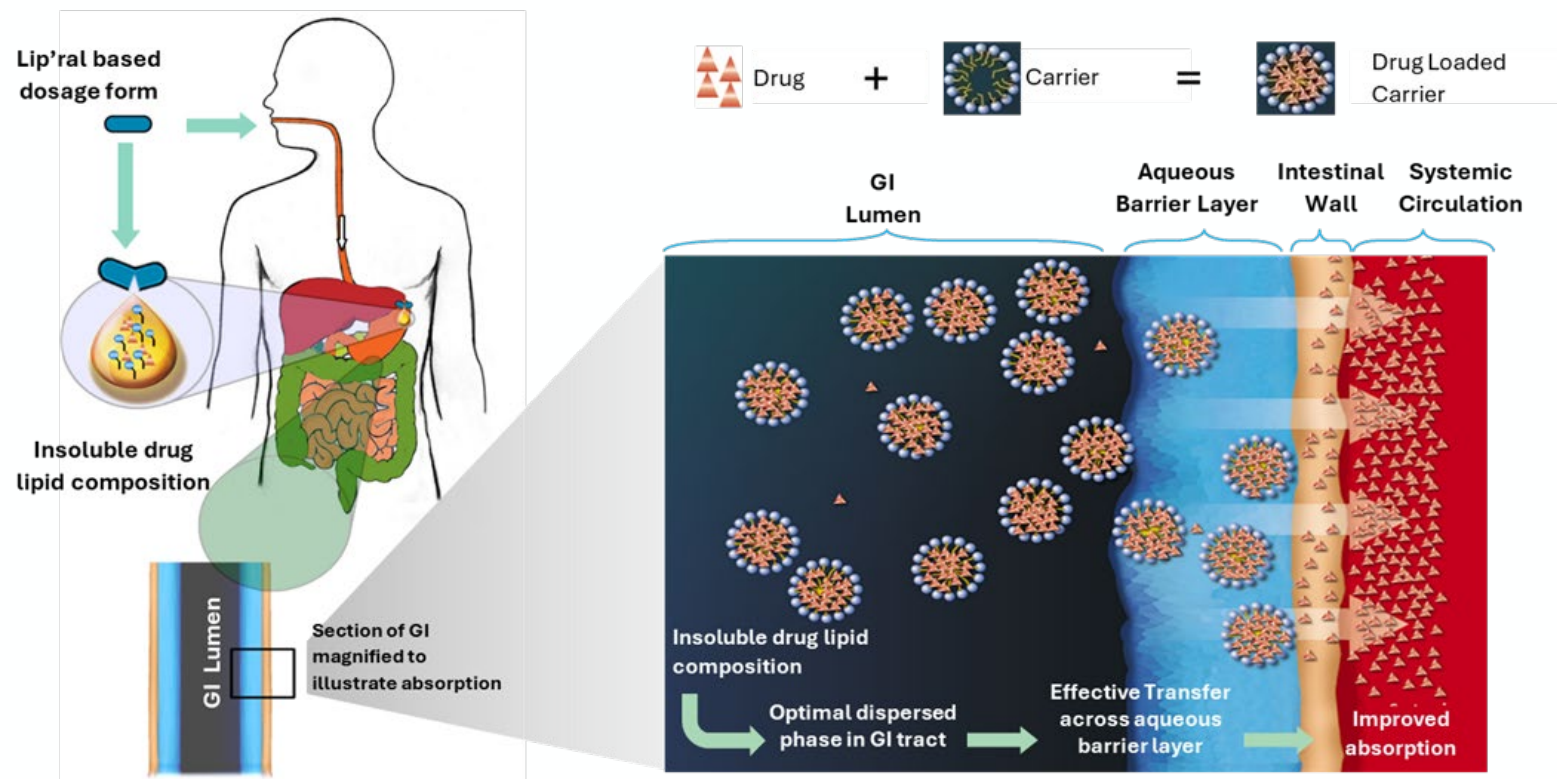 Lip’ral based
dosage form
Insoluble drug
lipid composition
GI Lumen
Section of GI
magnified to
illustrate absorption
Drug
+
Carrier
=
Drug Loaded
Carrier
GI
Lumen
Aqueous
Barrier Layer
Intestinal
Wall
Systemic
Circulation
Insoluble drug lipid
composition
Optimal dispersed
phase in GI tract
Effective Transfer
across aqueous
barrier layer
Improved
absorption